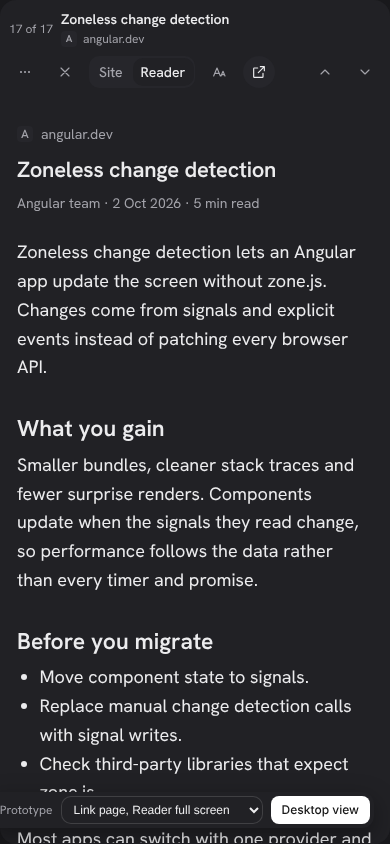 17 of 17
Zoneless change detection
A angular.dev
Site
Reader
AA
A angular.dev
Zoneless change detection
Angular team · 2 Oct 2026 · 5 min read
Zoneless change detection lets an Angular
app update the screen without zone.js.
Changes come from signals and explicit
events instead of patching every browser
API.
What you gain
Smaller bundles, cleaner stack traces and
fewer surprise renders. Components
update when the signals they read change,
so performance follows the data rather
than every timer and promise.
Before you migrate
• Move component state to signals.
• Replace manual change detection calls
with signal writes.
• Check third-party libraries that expect
Prototype
Link page, Reader full screen
Desktop view
Most apps can switch with one provider and